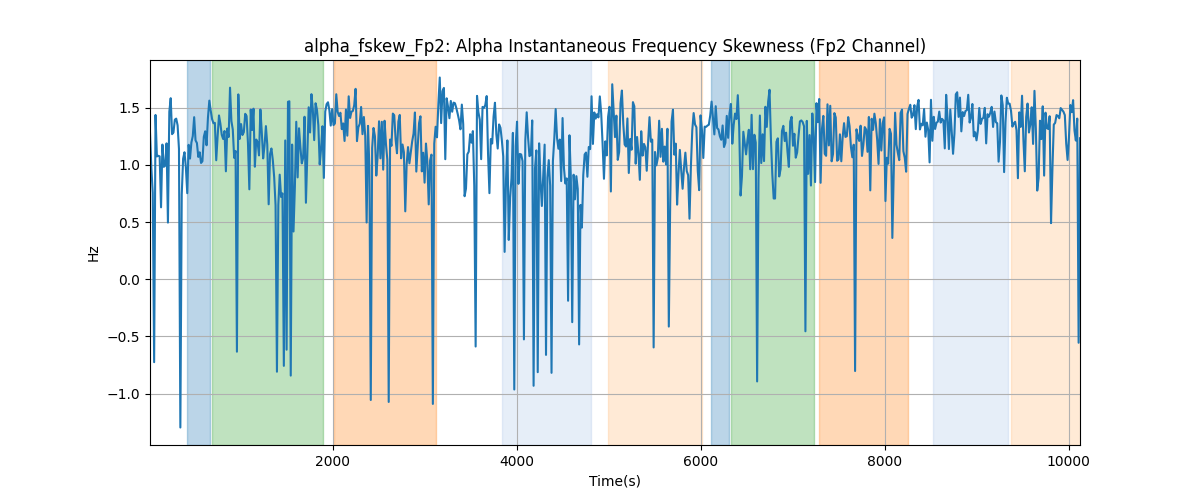 alpha_fskew_Fp2: Alpha Instantaneous Frequency Skewness (Fp2 Channel)
1.5
1.0
0.5
0.0
−0.5
−1.0
Hz
2000 4000 6000 8000 10000
Time(s)